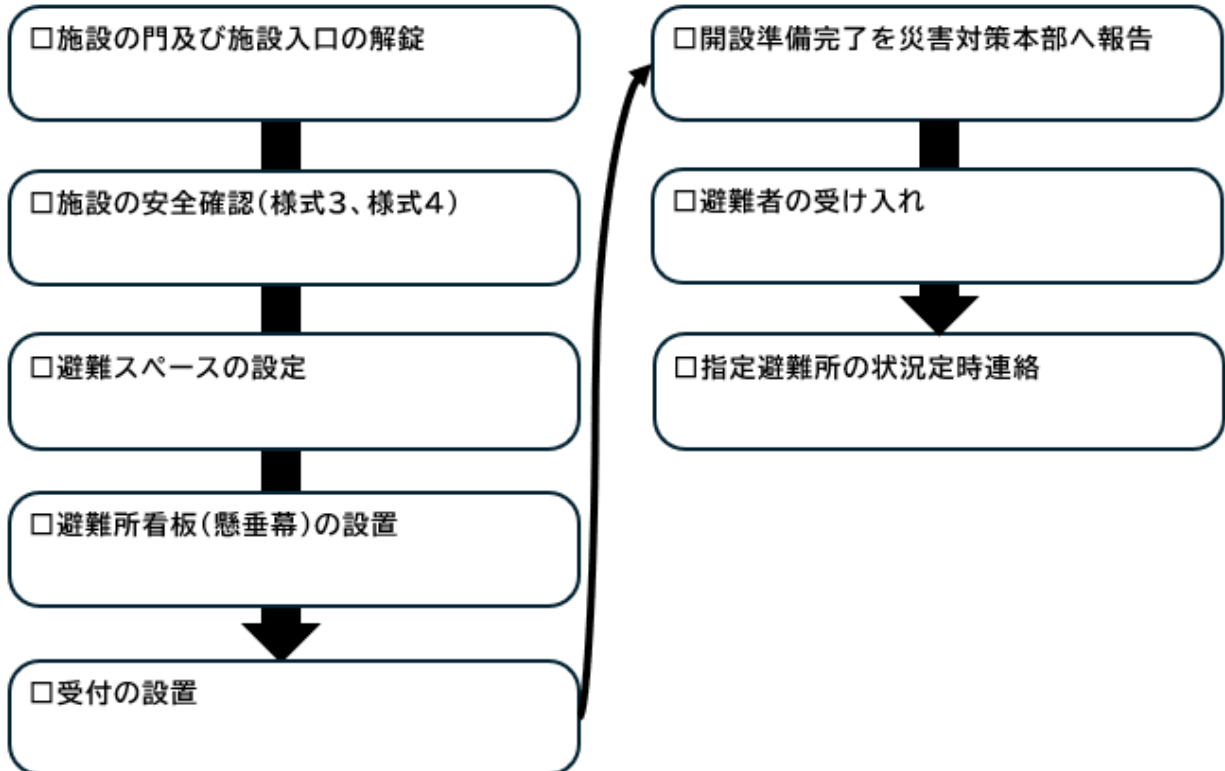 □施設の門及び施設入口の解錠
□施設の安全確認(様式3、様式4)
□避難スペースの設定
□避難所看板(懸垂幕)の設置
□受付の設置
□開設準備完了を災害対策本部へ報告
□避難者の受け入れ
□指定避難所の状況定時連絡